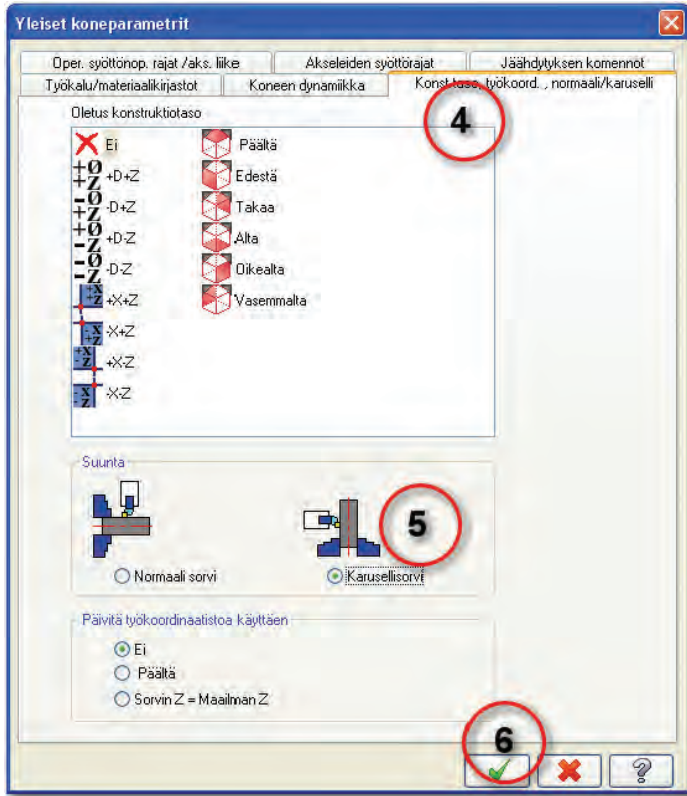 Yleiset koneparametrit
Oper. syöttönop. rajat /aks. liike
Akseleiden syöttörajat
Jäähdytyksen komennot
Työkalu/materiaalikirjastot
Koneen dynamiikka
Konst.taso, työkoord. , normaali/karuselli
4
Oletus konstruktiotaso
Ei
Päältä
+Ø
+Z
+D+Z
Edestä
-Ø
+Z
-D+Z
Takaa
+Ø
-Z
+D-Z
Alta
-Ø
-Z
-D-Z
Oikealta
+X
+Z
+X+Z
Vasemmalta
-X
+Z
-X+Z
+X
-Z
+X-Z
-X
-Z
-X-Z
Suunta
5
Normaali sorvi
Karusellisorvi
Päivitä työkoordinaatistoa käyttäen
Ei
Päältä
Sorvin Z = Maailman Z
6
?